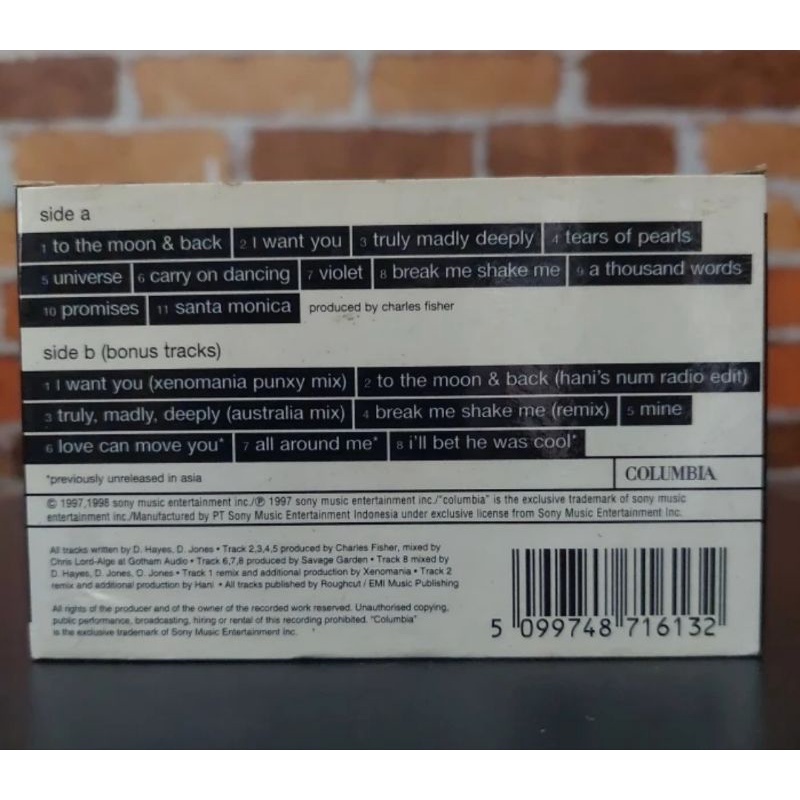 side a
1 to the moon & back 2 I want you 3 truly madly deeply 4 tears of pearls
5 universe 6 carry on dancing 7 violet 8 break me shake me 9 a thousand words
10 promises 11 santa monica produced by charles fisher
side b (bonus tracks)
1 I want you (xenomania punxy mix) 2 to the moon & back (hani's num radio edit)
3 truly, madly, deeply (australia mix) 4 break me shake me (remix) 5 mine
6 love can move you* 7 all around me* 8 i'll bet he was cool*
*previously unreleased in asia COLUMBIA
© 1997,1998 sony music entertainment inc./℗ 1997 sony music entertainment inc./"columbia" is the exclusive trademark of sony music
entertainment inc./Manufactured by PT Sony Music Entertainment Indonesia under exclusive license from Sony Music Entertainment Inc.
All tracks written by D. Hayes, D. Jones • Track 2,3,4,5 produced by Charles Fisher, mixed by
Chris Lord-Alge at Gotham Audio • Track 6,7,8 produced by Savage Garden • Track 8 mixed by
D. Hayes, D. Jones, O. Jones • Track 1 remix and additional production by Xenomania • Track 2
remix and additional production by Hani • All tracks published by Roughcut / EMI Music Publishing
All rights of the producer and of the owner of the recorded work reserved. Unauthorised copying,
public performance, broadcasting, hiring or rental of this recording prohibited. "Columbia"
is the exclusive trademark of Sony Music Entertainment Inc.
5 099748 716132